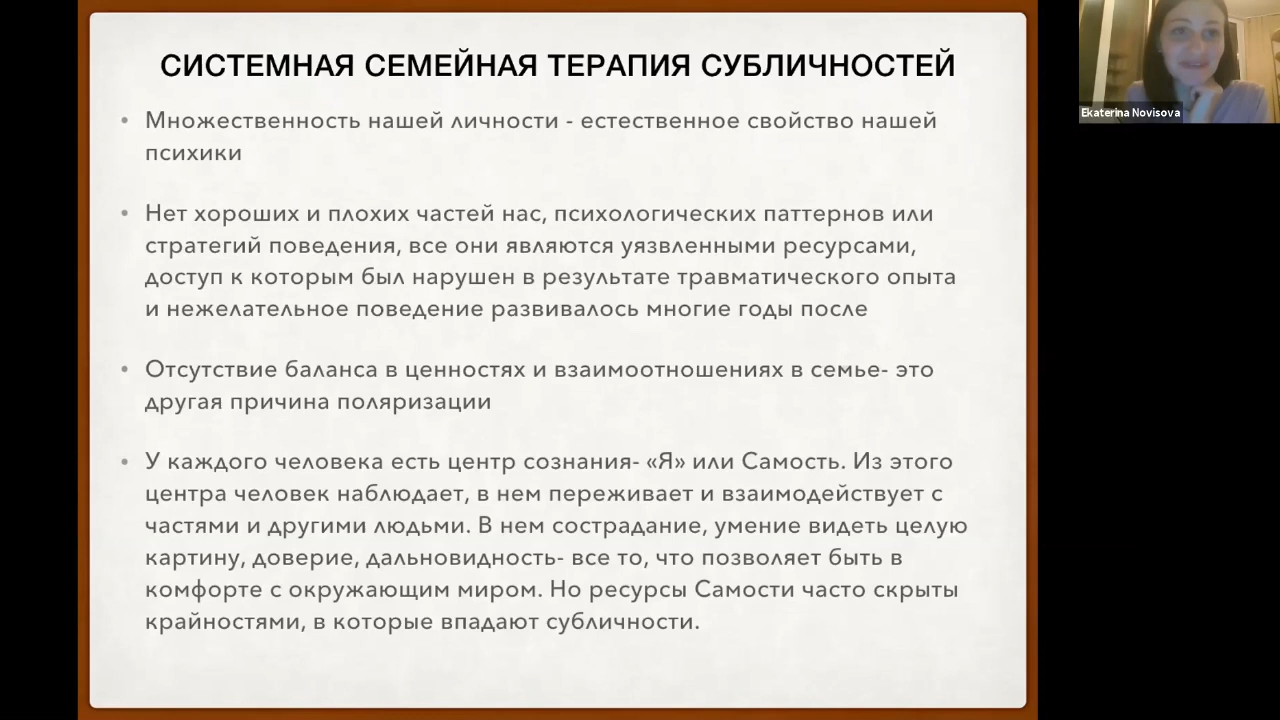 СИСТЕМНАЯ СЕМЕЙНАЯ ТЕРАПИЯ СУБЛИЧНОСТЕЙ
• Множественность нашей личности - естественное свойство нашей
психики
• Нет хороших и плохих частей нас, психологических паттернов или
стратегий поведения, все они являются уязвленными ресурсами,
доступ к которым был нарушен в результате травматического опыта
и нежелательное поведение развивалось многие годы после
• Отсутствие баланса в ценностях и взаимоотношениях в семье- это
другая причина поляризации
• У каждого человека есть центр сознания- «Я» или Самость. Из этого
центра человек наблюдает, в нем переживает и взаимодействует с
частями и другими людьми. В нем сострадание, умение видеть целую
картину, доверие, дальновидность- все то, что позволяет быть в
комфорте с окружающим миром. Но ресурсы Самости часто скрыты
крайностями, в которые впадают субличности.
Ekaterina Novisova